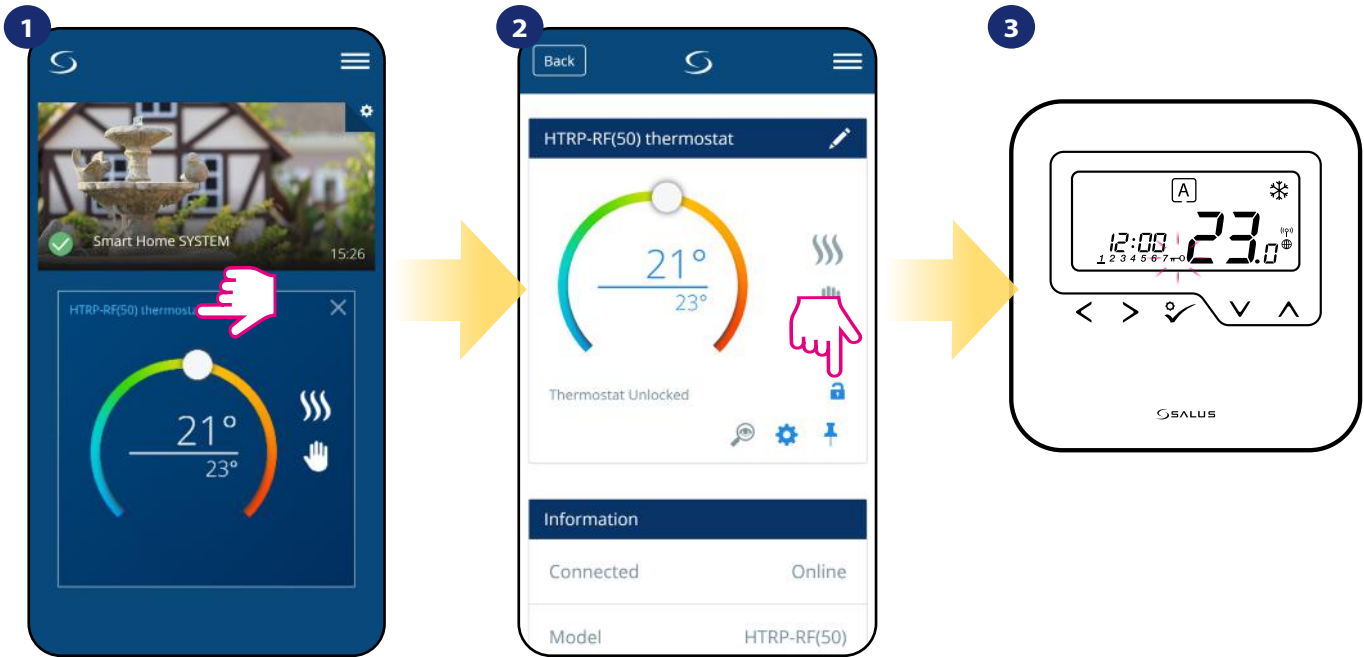 1
Smart Home SYSTEM
15:26
HTRP-RF(50) thermosta
21°
23°
2
Back
HTRP-RF(50) thermostat
21°
23°
Thermostat Unlocked
Information
Connected Online
Model HTRP-RF(50)
3
A
12:00 23.0°
1 2 3 4 5 6 7
SALUS